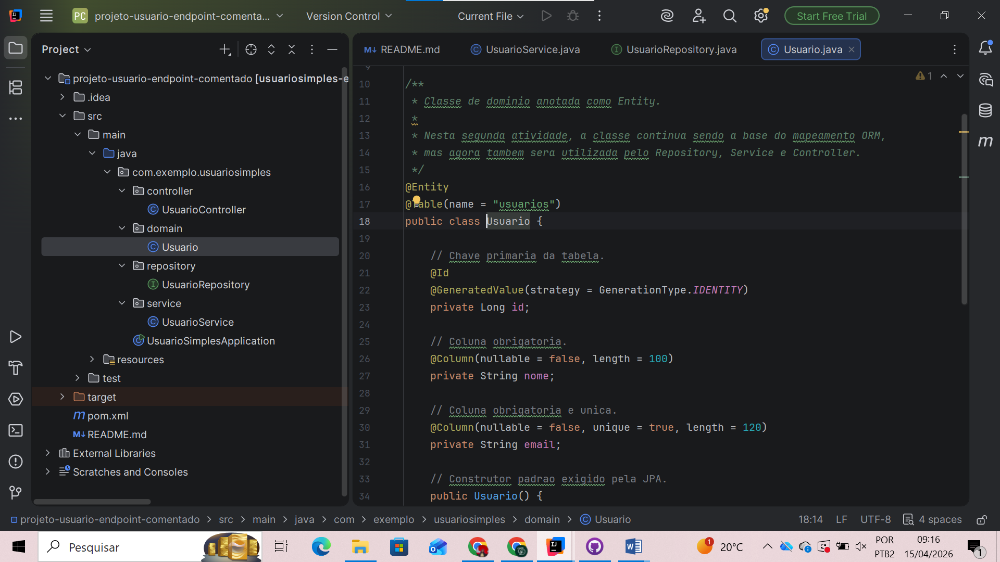 PC projeto-usuario-endpoint-comenta... Version Control Current File Start Free Trial
Project
projeto-usuario-endpoint-comentado [usuariosimples-e
.idea
src
main
java
com.exemplo.usuariosimples
controller
UsuarioController
domain
Usuario
repository
UsuarioRepository
service
UsuarioService
UsuarioSimplesApplication
resources
test
target
pom.xml
README.md
External Libraries
Scratches and Consoles
README.md UsuarioService.java UsuarioRepository.java Usuario.java
1
9
10 /**
11 * Classe de dominio anotada como Entity.
12 *
13 * Nesta segunda atividade, a classe continua sendo a base do mapeamento ORM,
14 * mas agora tambem sera utilizada pelo Repository, Service e Controller.
15 */
16 @Entity
17 @Table(name = "usuarios")
18 public class Usuario {
19
20 // Chave primaria da tabela.
21 @Id
22 @GeneratedValue(strategy = GenerationType.IDENTITY)
23 private Long id;
24
25 // Coluna obrigatoria.
26 @Column(nullable = false, length = 100)
27 private String nome;
28
29 // Coluna obrigatoria e unica.
30 @Column(nullable = false, unique = true, length = 120)
31 private String email;
32
33 // Construtor padrao exigido pela JPA.
34 public Usuario() {
projeto-usuario-endpoint-comentado > src > main > java > com > exemplo > usuariosimples > domain > Usuario 18:14 LF UTF-8 4 spaces
Pesquisar
1 20°C
POR
PTB2
09:16
15/04/2026
1